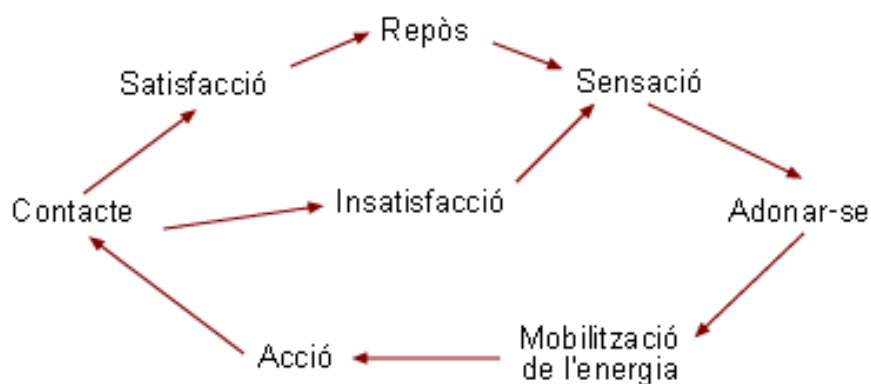 Repòs
Satisfacció
Sensació
Insatisfacció
Contacte
Adonar-se
Mobilització
de l'energia
Acció